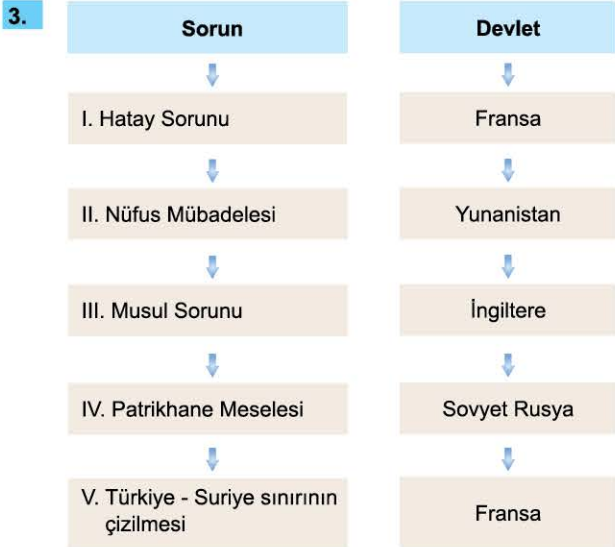 3.
Sorun Devlet
I. Hatay Sorunu Fransa
II. Nüfus Mübadelesi Yunanistan
III. Musul Sorunu İngiltere
IV. Patrikhane Meselesi Sovyet Rusya
V. Türkiye - Suriye sınırının
çizilmesi Fransa